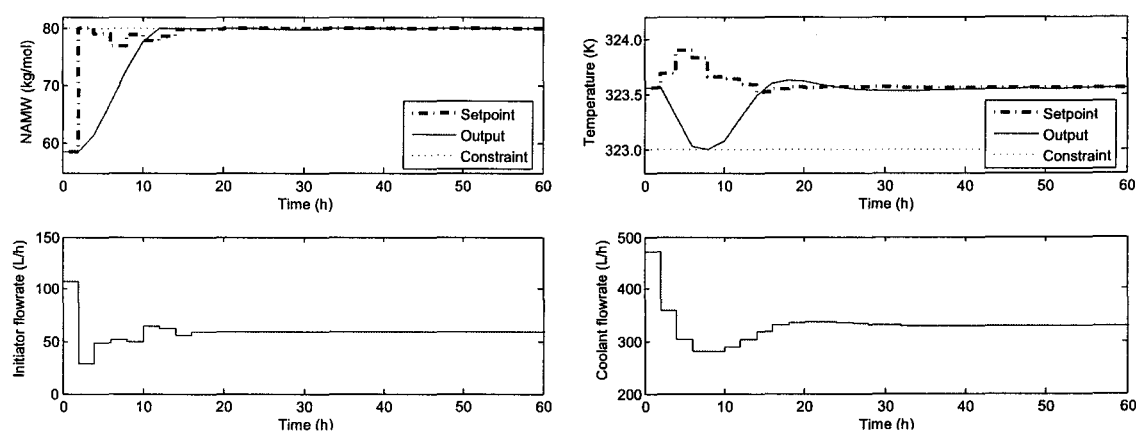 NAMW (kg/mol)
80
70
60
Setpoint
Output
Constraint
0 10 20 30 40 50 60
Time (h)
Temperature (K)
324.0
323.5
323.0
Setpoint
Output
Constraint
0 10 20 30 40 50 60
Time (h)
Initiator flowrate (L/h)
150
100
50
0
0 10 20 30 40 50 60
Time (h)
Coolant flowrate (L/h)
500
400
300
200
0 10 20 30 40 50 60
Time (h)